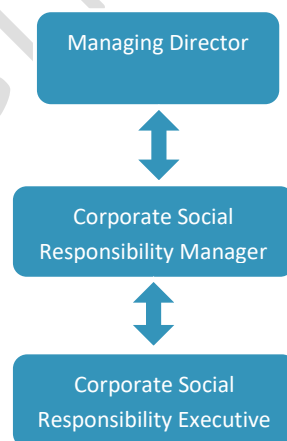 Managing Director
Corporate Social
Responsibility Manager
Corporate Social
Responsibility Executive